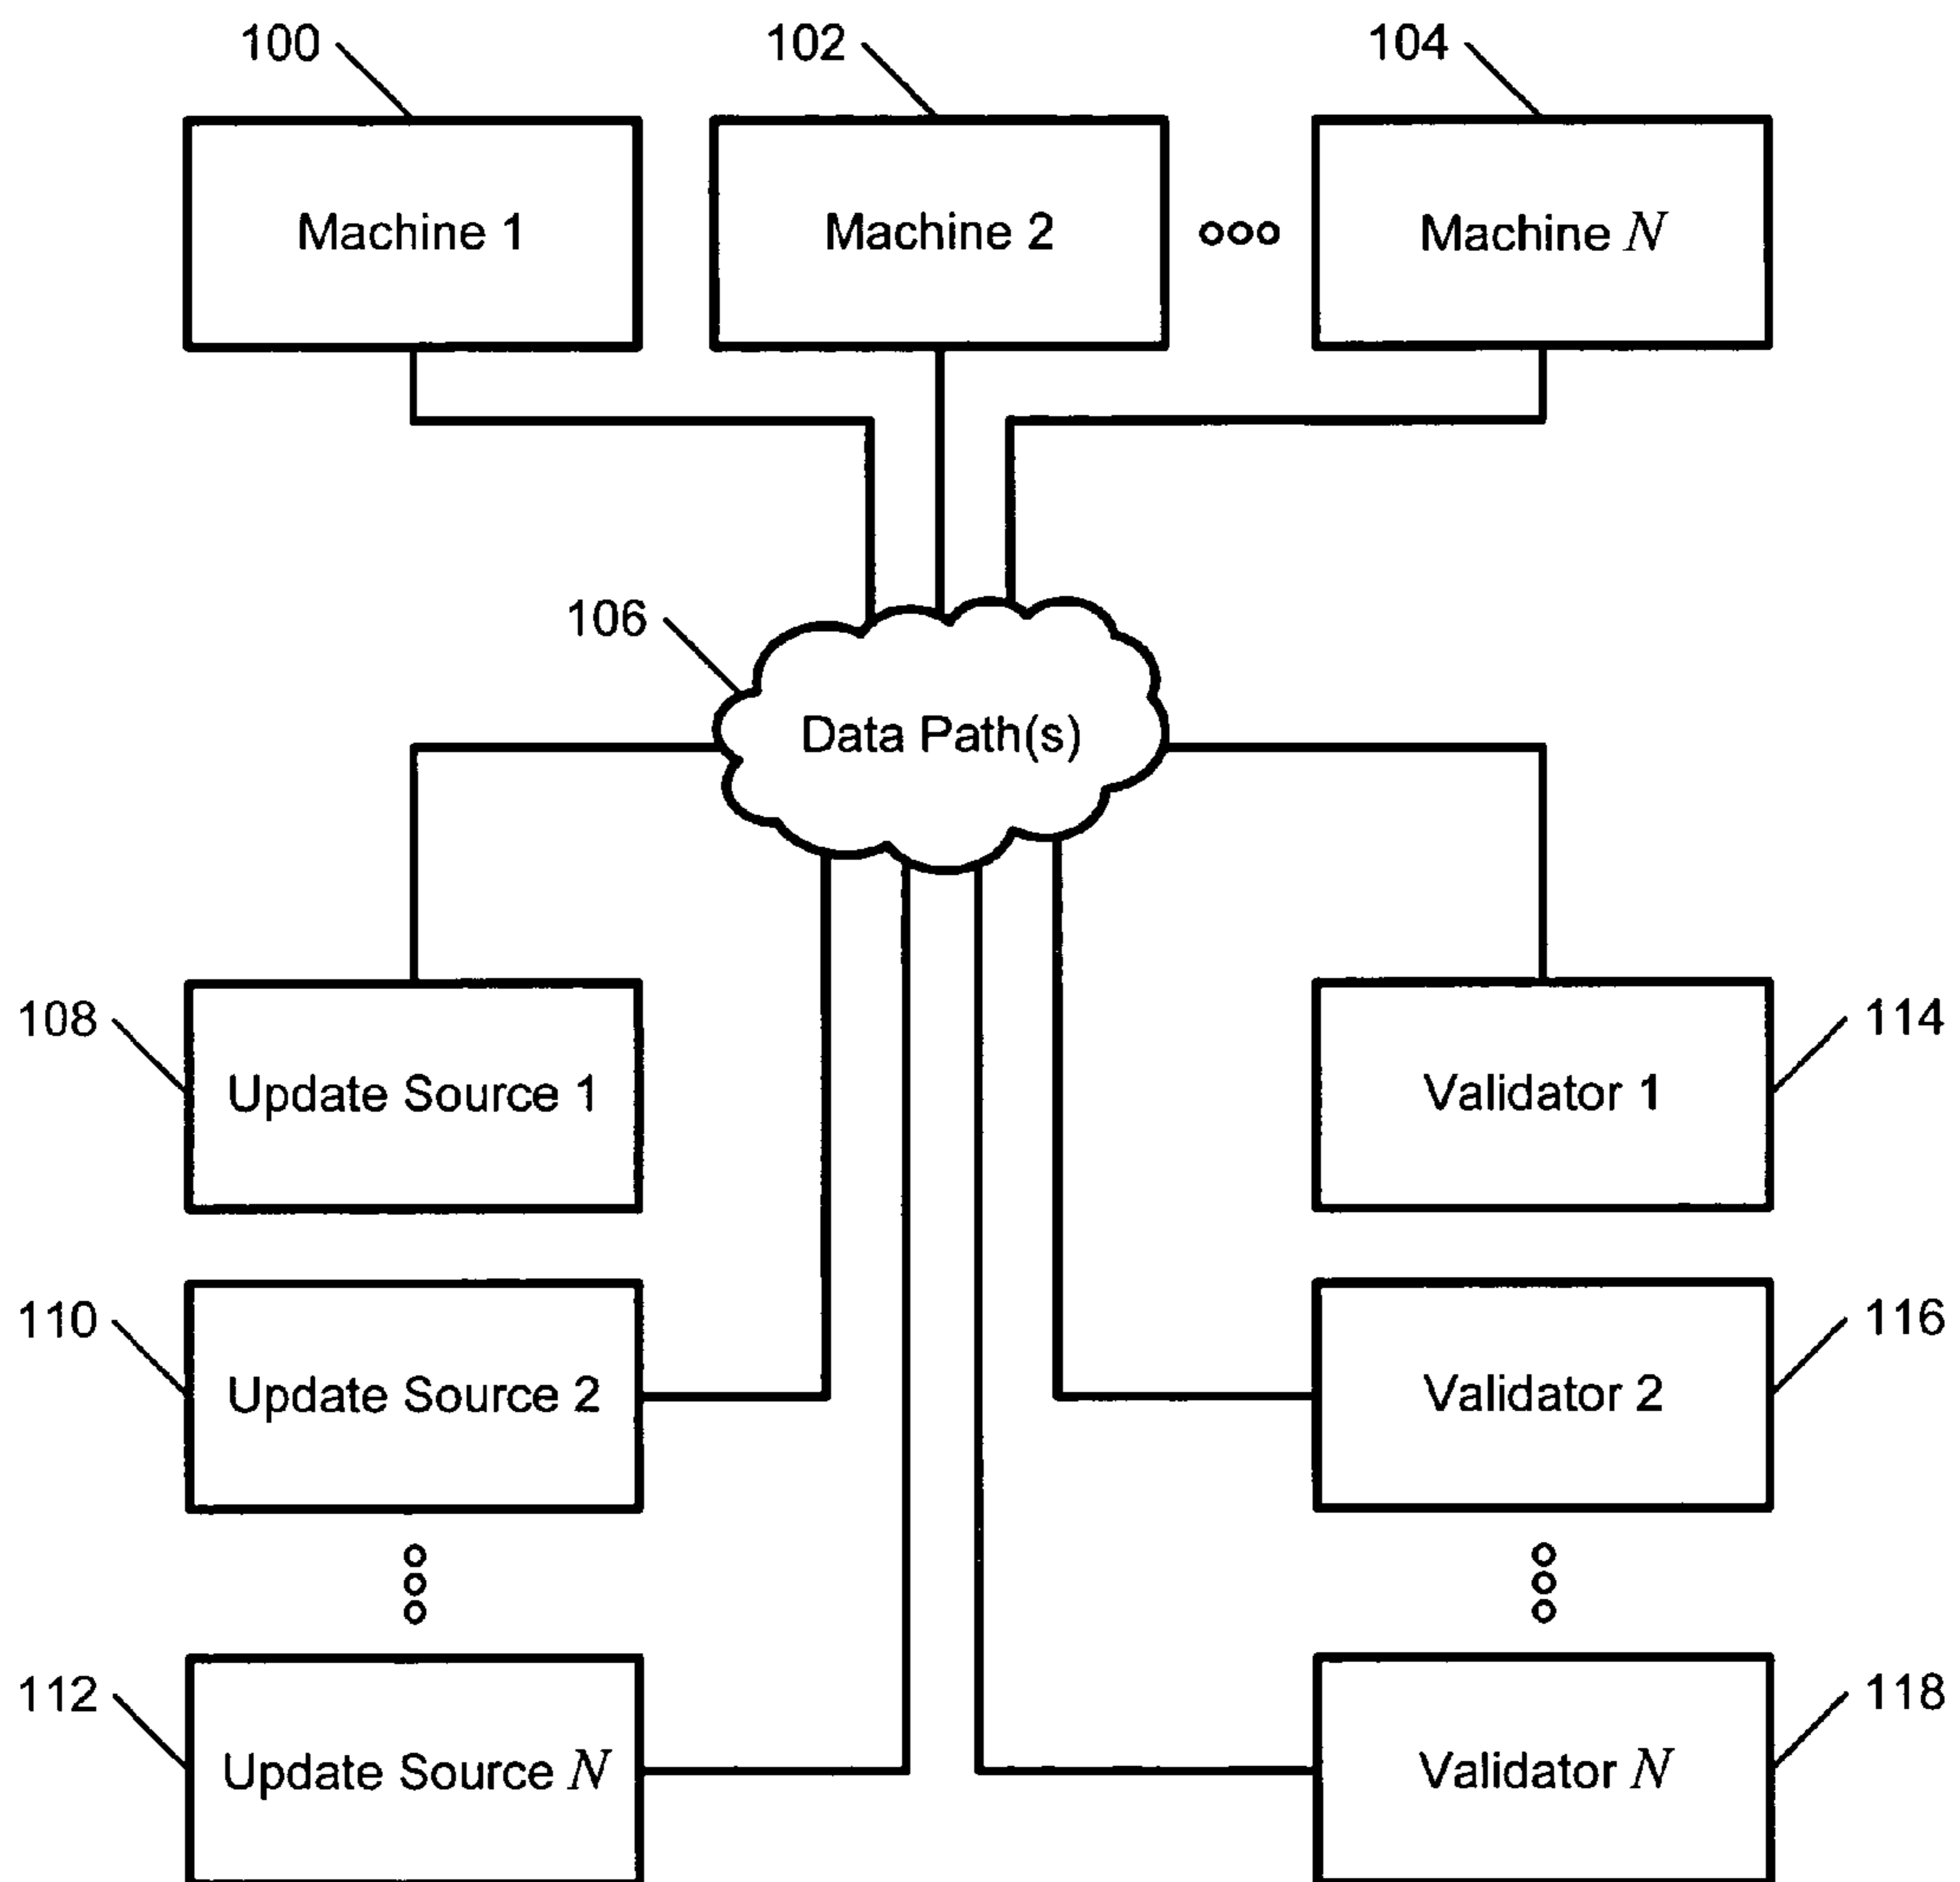 100
102
104
Machine 1
Machine 2
ooo
Machine N
106
Data Path(s)
108
Update Source 1
114
Validator 1
110
Update Source 2
116
Validator 2
112
Update Source N
118
Validator N